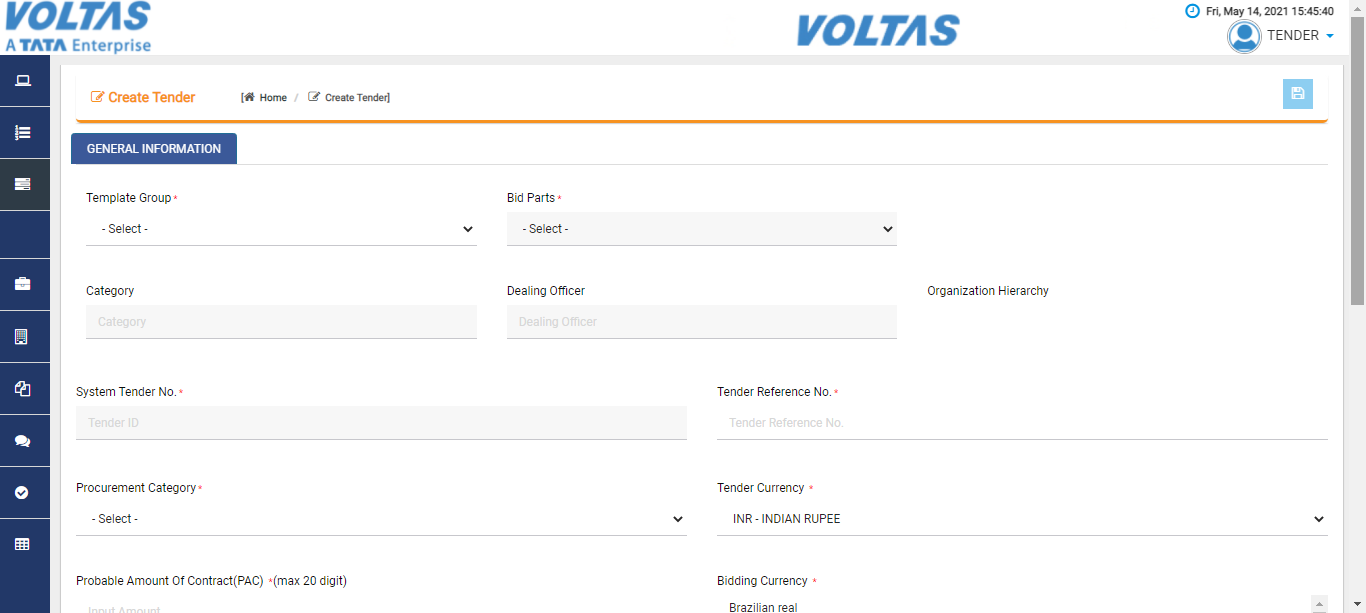 VOLTAS
A TATA Enterprise
VOLTAS
Fri, May 14, 2021 15:45:40
TENDER
Create Tender
[ Home / Create Tender]
GENERAL INFORMATION
Template Group *
Bid Parts *
- Select -
- Select -
Category
Dealing Officer
Organization Hierarchy
Category
Dealing Officer
System Tender No. *
Tender Reference No. *
Tender ID
Tender Reference No.
Procurement Category *
Tender Currency *
- Select -
INR - INDIAN RUPEE
Probable Amount Of Contract(PAC) *(max 20 digit)
Bidding Currency *
Input Amount
Brazilian real